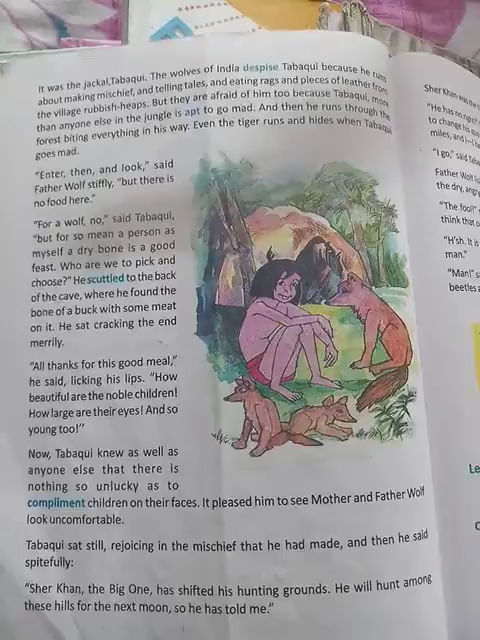 It was the jackal,Tabaqui. The wolves of India despise Tabaqui because he runs
about making mischief, and telling tales, and eating rags and pieces of leather from
the village rubbish-heaps. But they are afraid of him too because Tabaqui, more
than anyone else in the jungle is apt to go mad. And then he runs through the
forest biting everything in his way. Even the tiger runs and hides when Tabaqui
goes mad.
"Enter, then, and look," said
Father Wolf stiffly, "but there is
no food here."
"For a wolf, no," said Tabaqui,
"but for so mean a person as
myself a dry bone is a good
feast. Who are we to pick and
choose?" He scuttled to the back
of the cave, where he found the
bone of a buck with some meat
on it. He sat cracking the end
merrily.
"All thanks for this good meal,"
he said, licking his lips. "How
beautiful are the noble children!
How large are their eyes! And so
young too!"
Now, Tabaqui knew as well as
anyone else that there is
nothing so unlucky as to
compliment children on their faces. It pleased him to see Mother and Father Wolf
look uncomfortable.
Tabaqui sat still, rejoicing in the mischief that he had made, and then he said
spitefully:
"Sher Khan, the Big One, has shifted his hunting grounds. He will hunt among
these hills for the next moon, so he has told me."
Sher Khan was the
"He has no
to change his
miles, and
"I go," said
Father Wolf
the dry,
"The fool!"
think that
"H'sh. It is
man."
"Man!"
beetles
Le